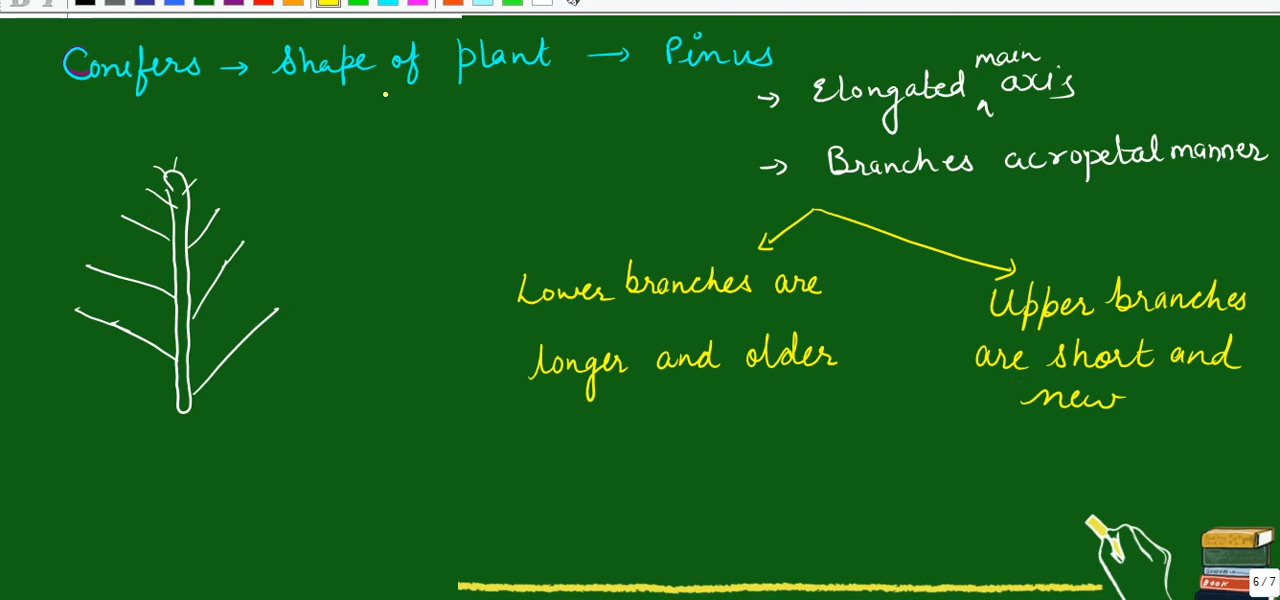 Conifers → Shape of plant → Pinus
→ Elongated main axis
→ Branches acropetal manner
Lower branches are
longer and older
Upper branches
are short and
new
BOOK
6 / 7